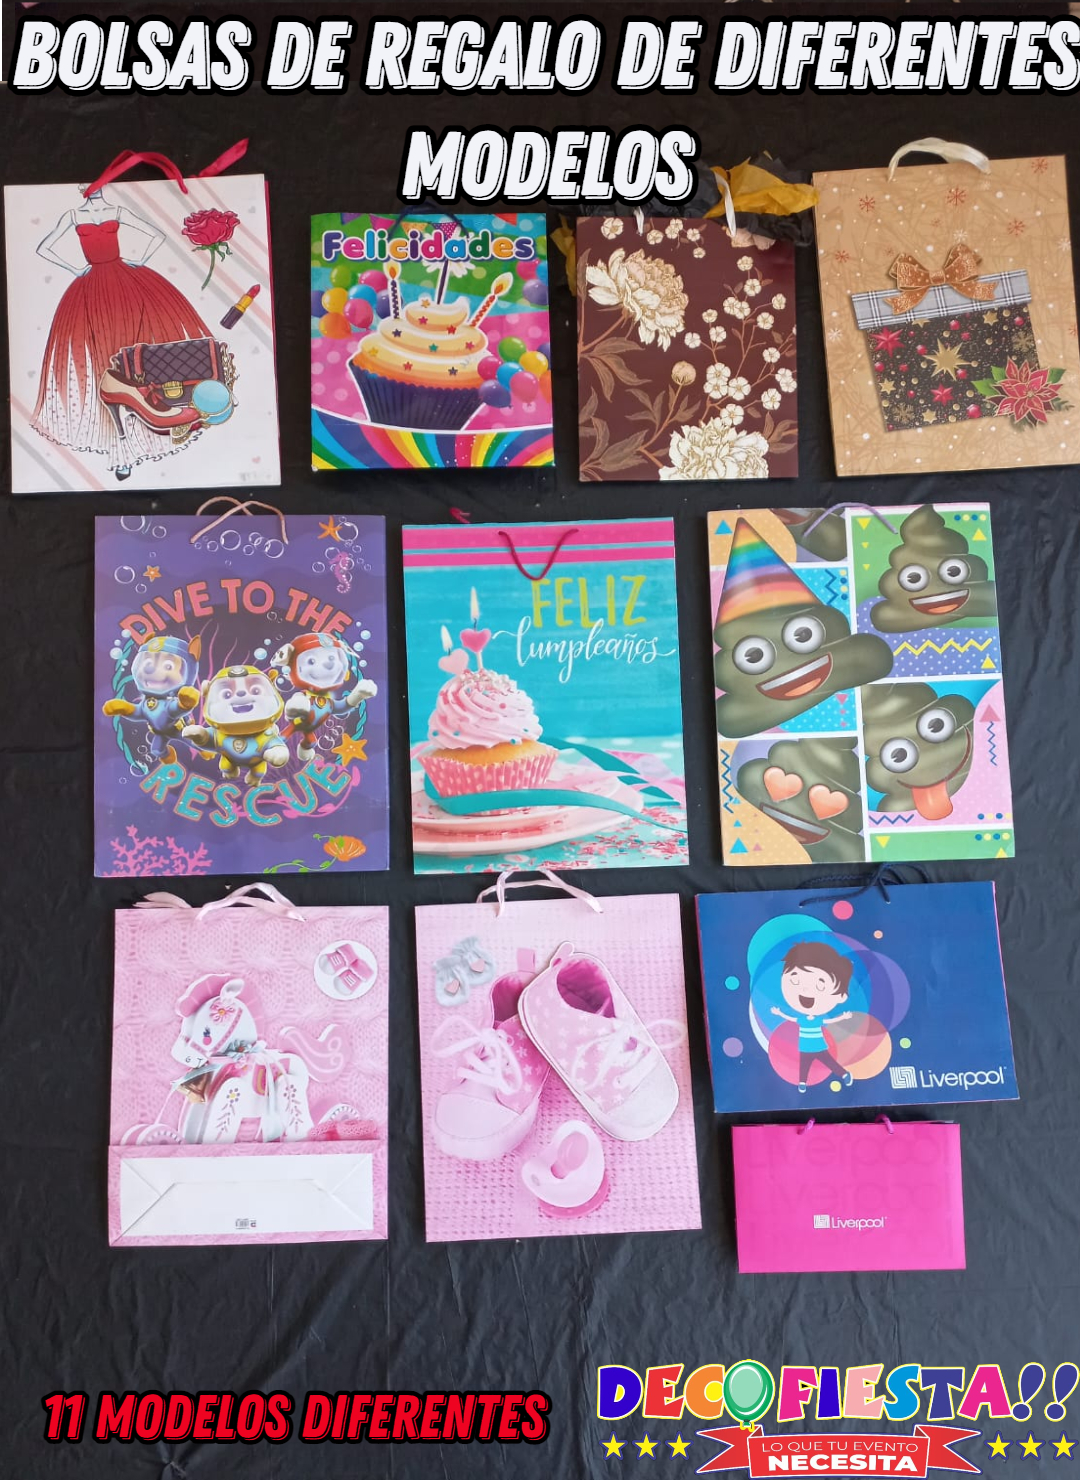 BOLSAS DE REGALO DE DIFERENTES
MODELOS
Felicidades
DIVE TO THE
RESCUE
FELIZ
Cumpleaños
Liverpool
Liverpool
11 MODELOS DIFERENTES
DECOFIESTA!!
LO QUE TU EVENTO
NECESITA